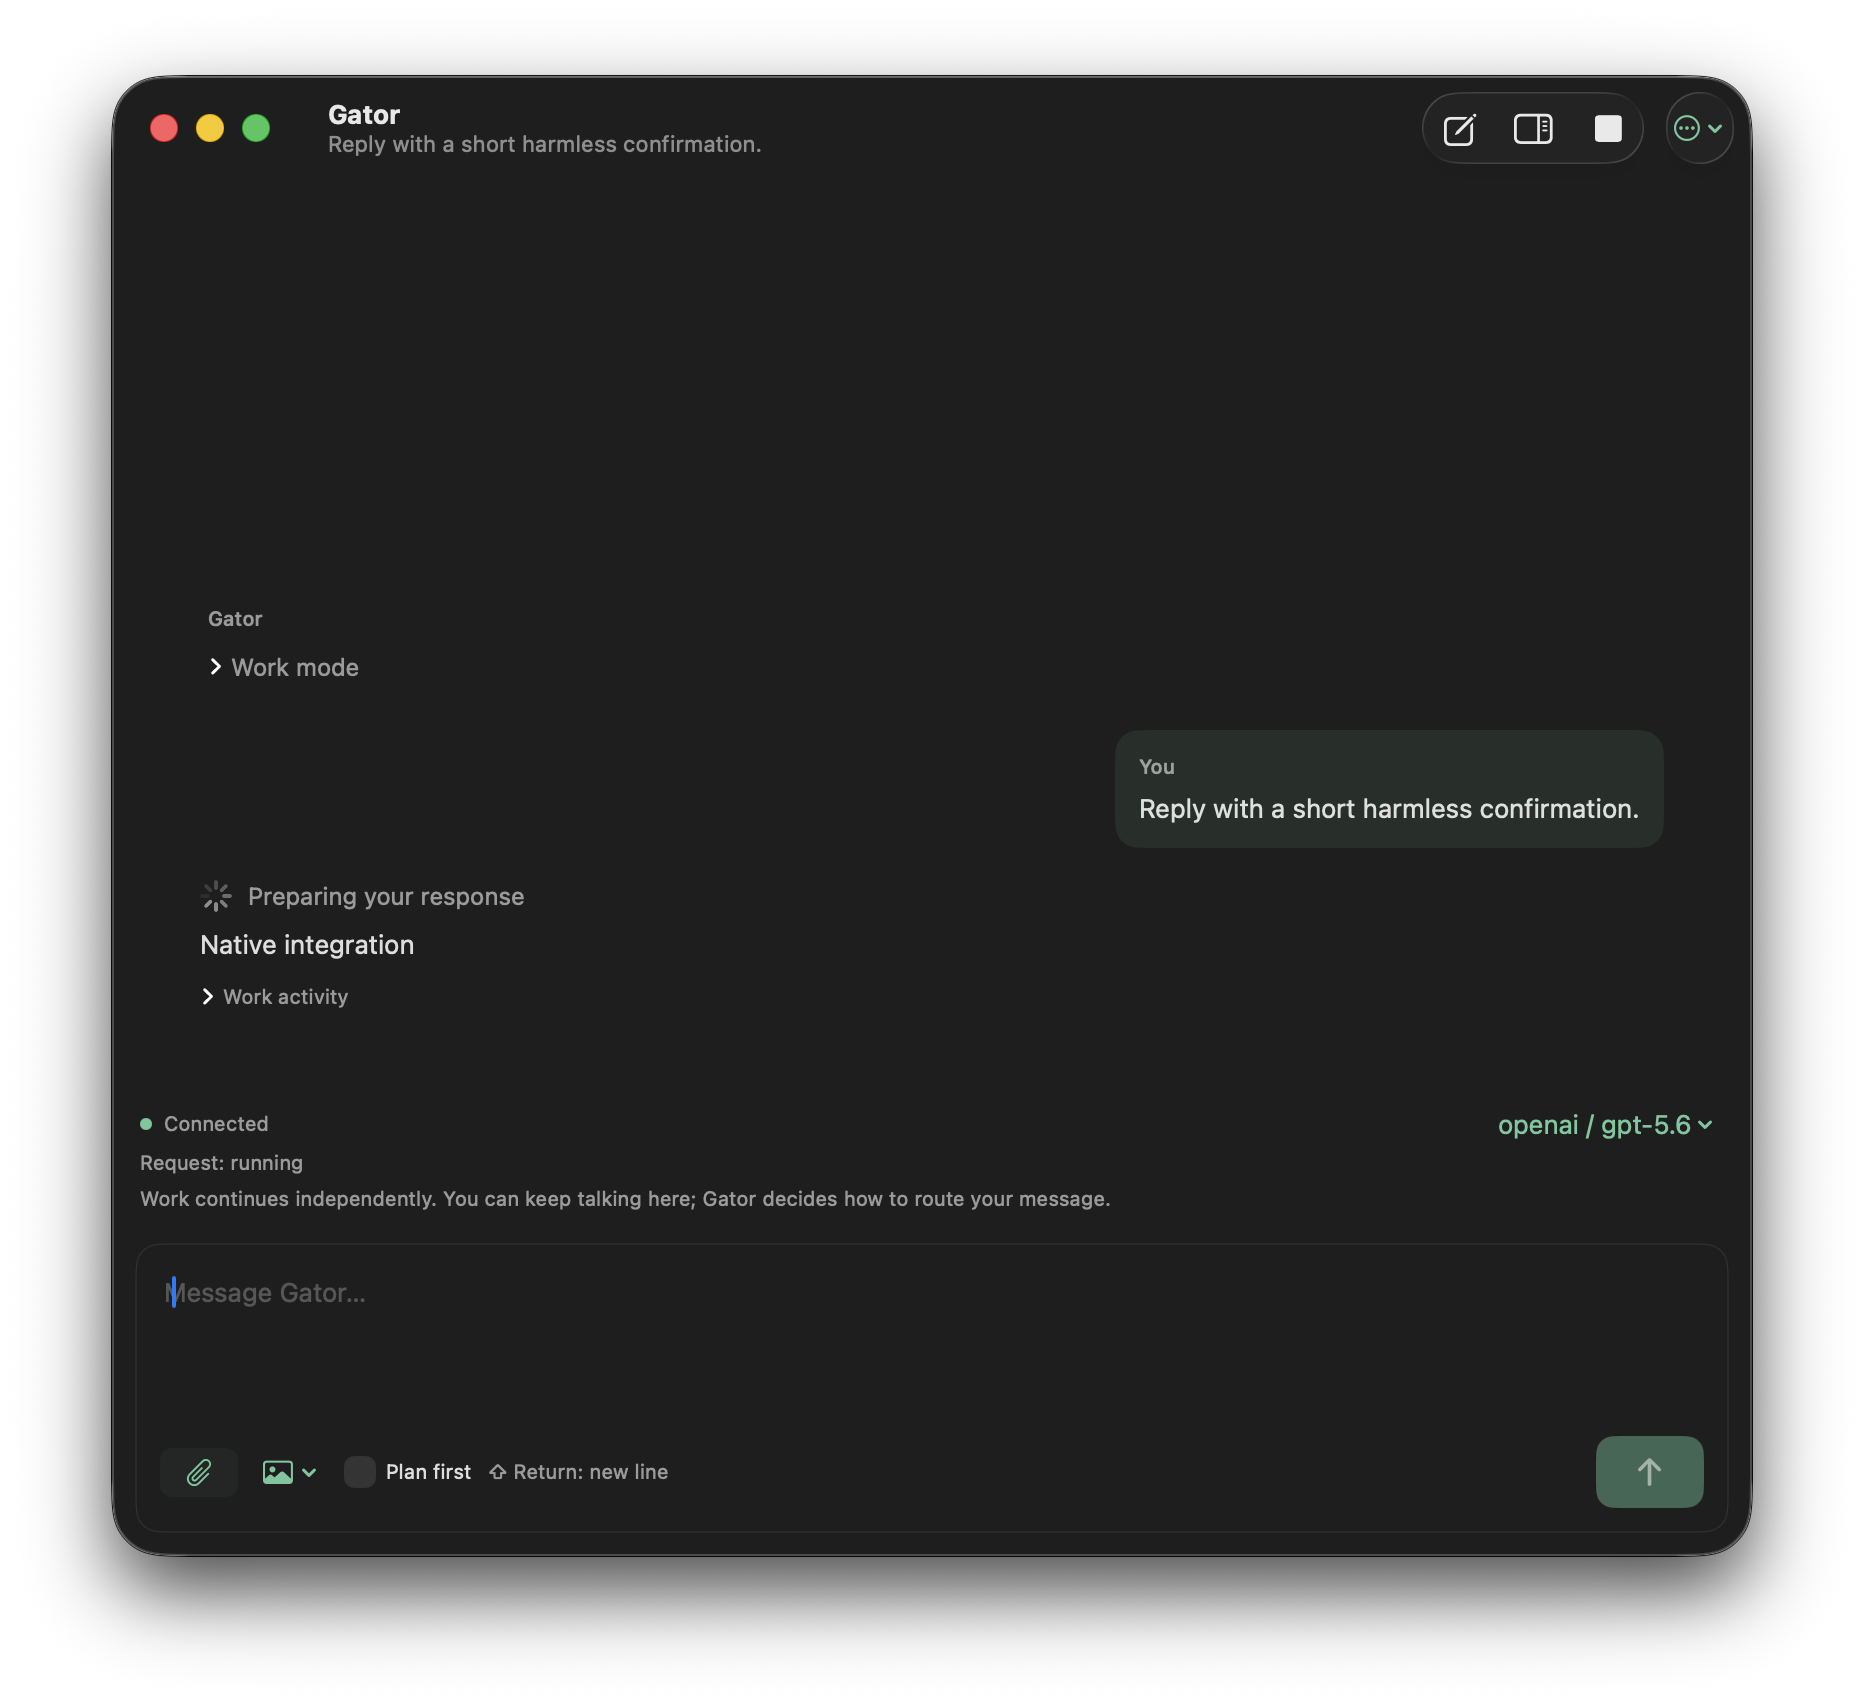 Gator
Reply with a short harmless confirmation.
Gator
Work mode
You
Reply with a short harmless confirmation.
Preparing your response
Native integration
Work activity
Connected
openai / gpt-5.6
Request: running
Work continues independently. You can keep talking here; Gator decides how to route your message.
Message Gator...
Plan first
Return: new line